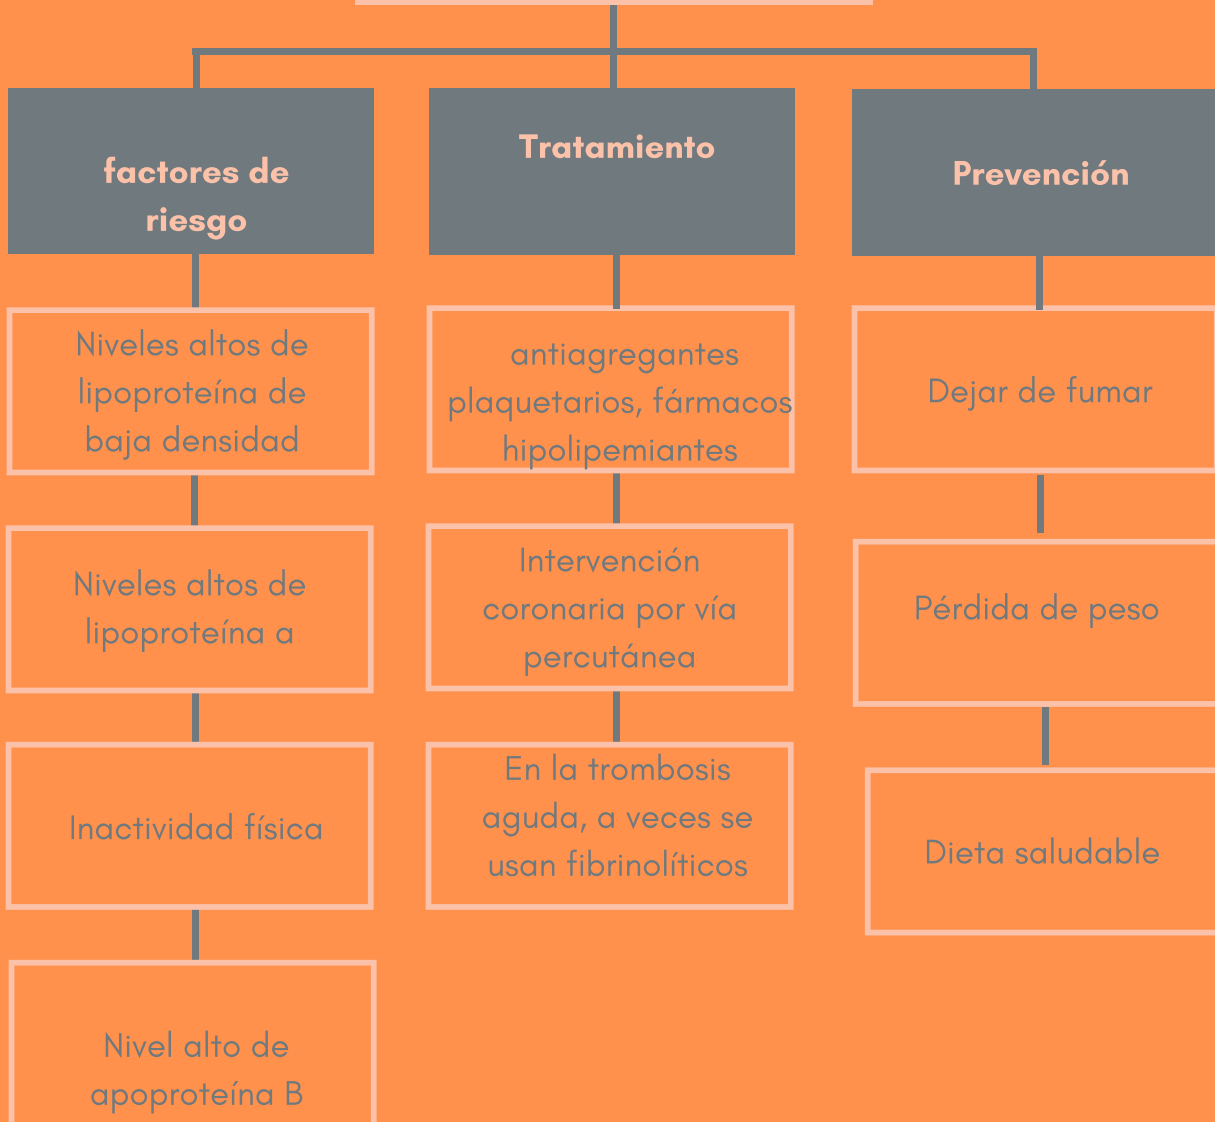 factores de
riesgo
Niveles altos de
lipoproteína de
baja densidad
Niveles altos de
lipoproteína a
Inactividad física
Nivel alto de
apoproteína B
Tratamiento
antiagregantes
plaquetarios, fármacos
hipolipemiantes
Intervención
coronaria por vía
percutánea
En la trombosis
aguda, a veces se
usan fibrinolíticos
Prevención
Dejar de fumar
Pérdida de peso
Dieta saludable